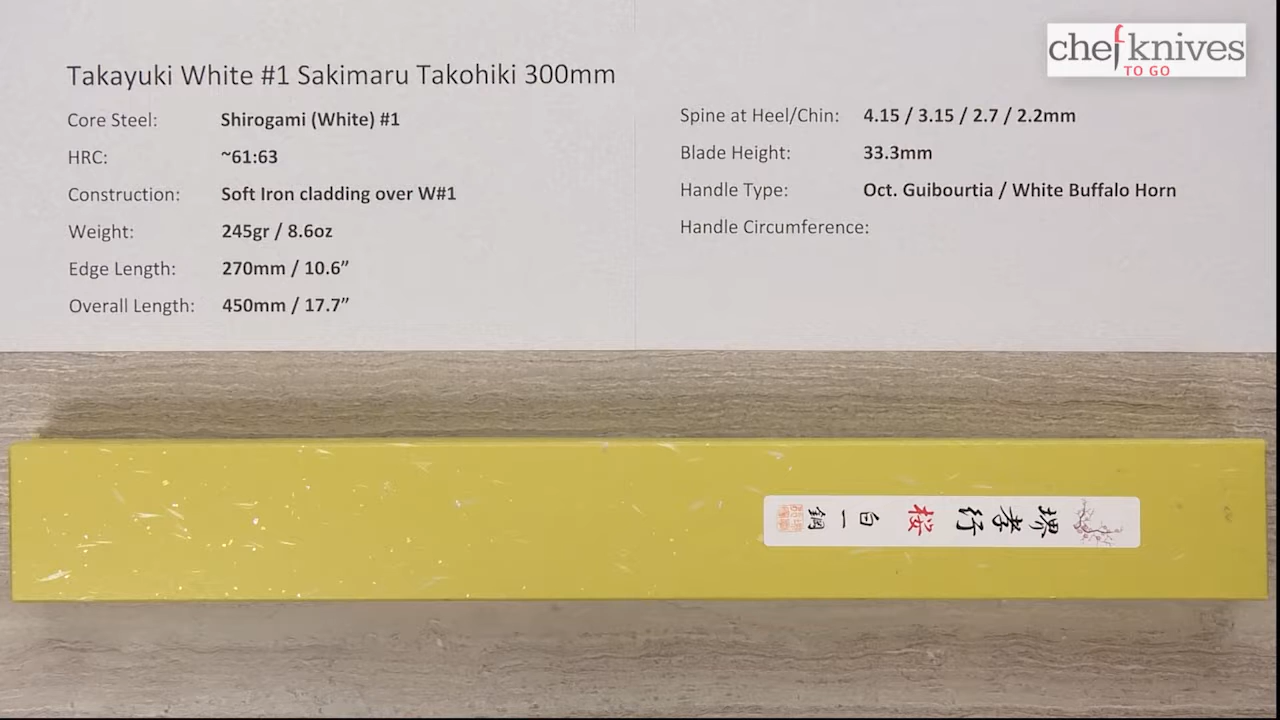 chefknives
TO GO
Takayuki White #1 Sakimaru Takohiki 300mm
Core Steel: Shirogami (White) #1
HRC: ~61:63
Construction: Soft Iron cladding over W#1
Weight: 245gr / 8.6oz
Edge Length: 270mm / 10.6”
Overall Length: 450mm / 17.7”
Spine at Heel/Chin: 4.15 / 3.15 / 2.7 / 2.2mm
Blade Height: 33.3mm
Handle Type: Oct. Guibourtia / White Buffalo Horn
Handle Circumference:
堺孝行 桜 白一鋼